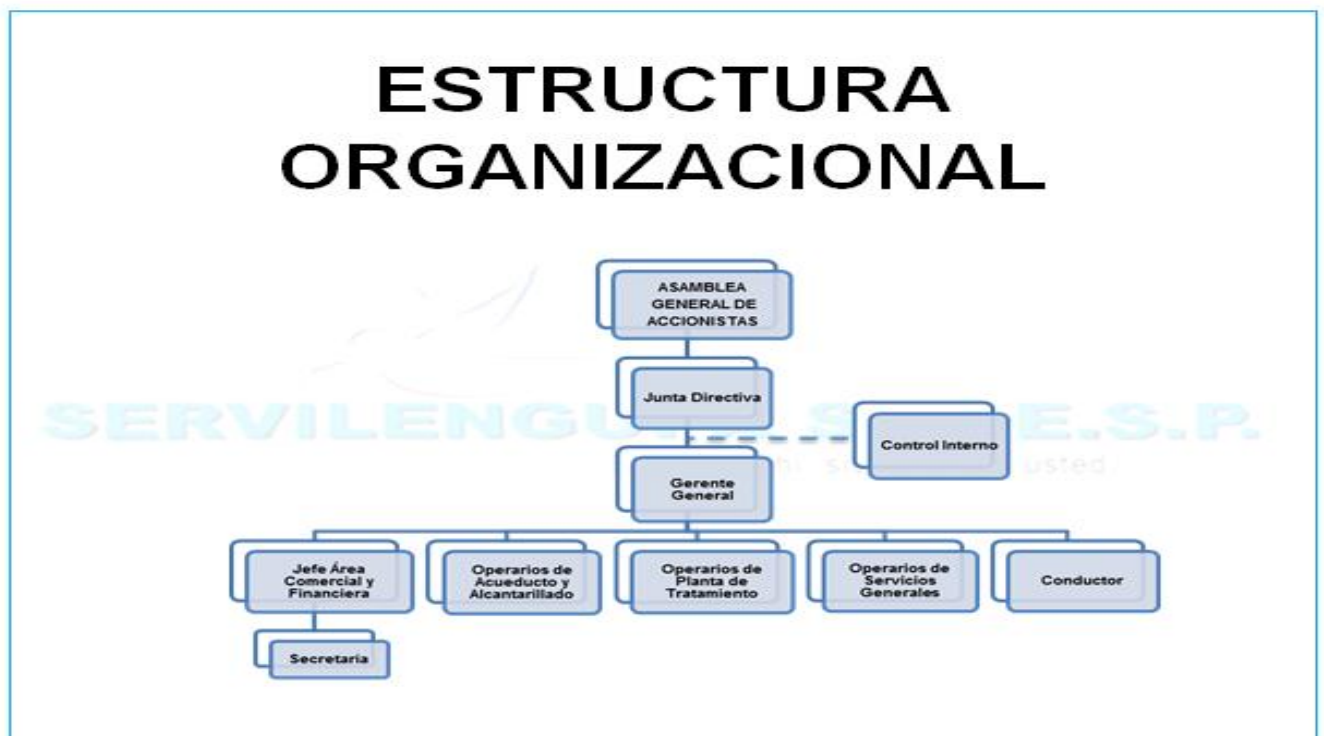 ESTRUCTURA
ORGANIZACIONAL
ASAMBLEA
GENERAL DE
ACCIONISTAS
Junta Directiva
SERVILENGU
E.S.P.
Control Interno
usted.
Gerente
General
Jefe Área
Comercial y
Financiera
Operarios de
Acueducto y
Alcantarillado
Operarios de
Planta de
Tratamiento
Operarios de
Servicios
Generales
Conductor
Secretaria